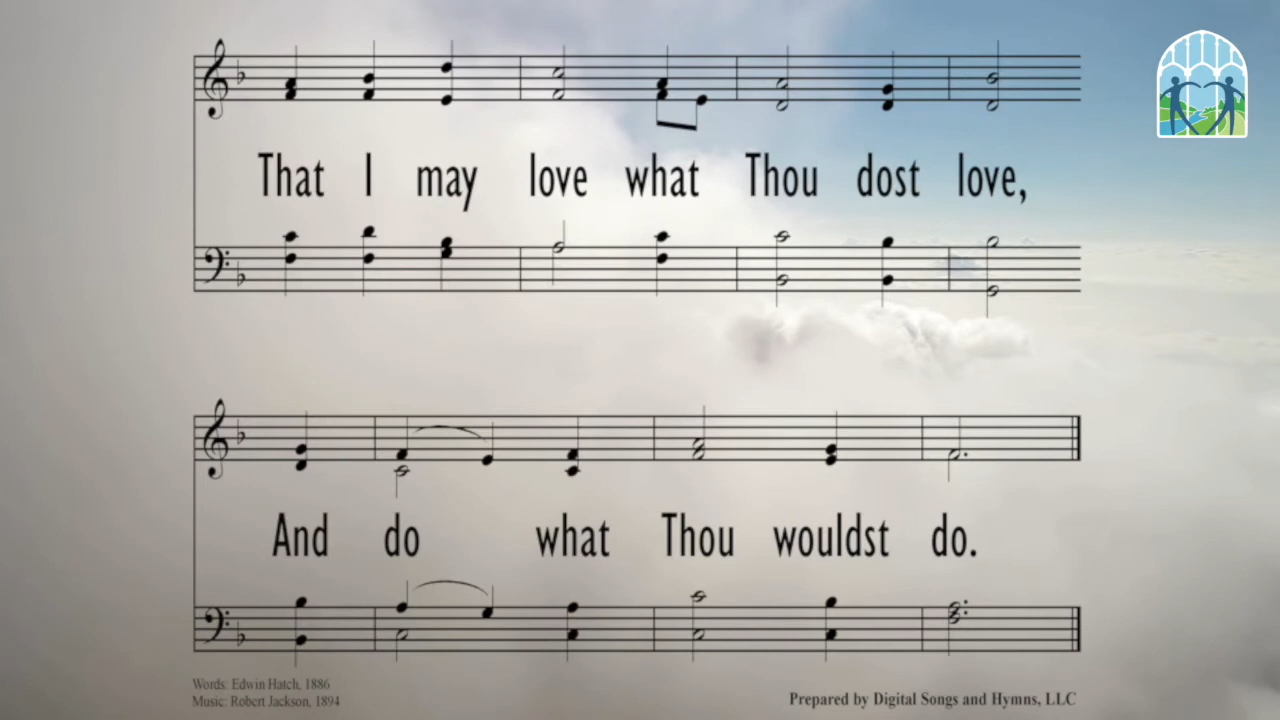 That I may love what Thou dost love,
And do what Thou wouldst do.
Words: Edwin Hatch, 1886
Music: Robert Jackson, 1894
Prepared by Digital Songs and Hymns, LLC